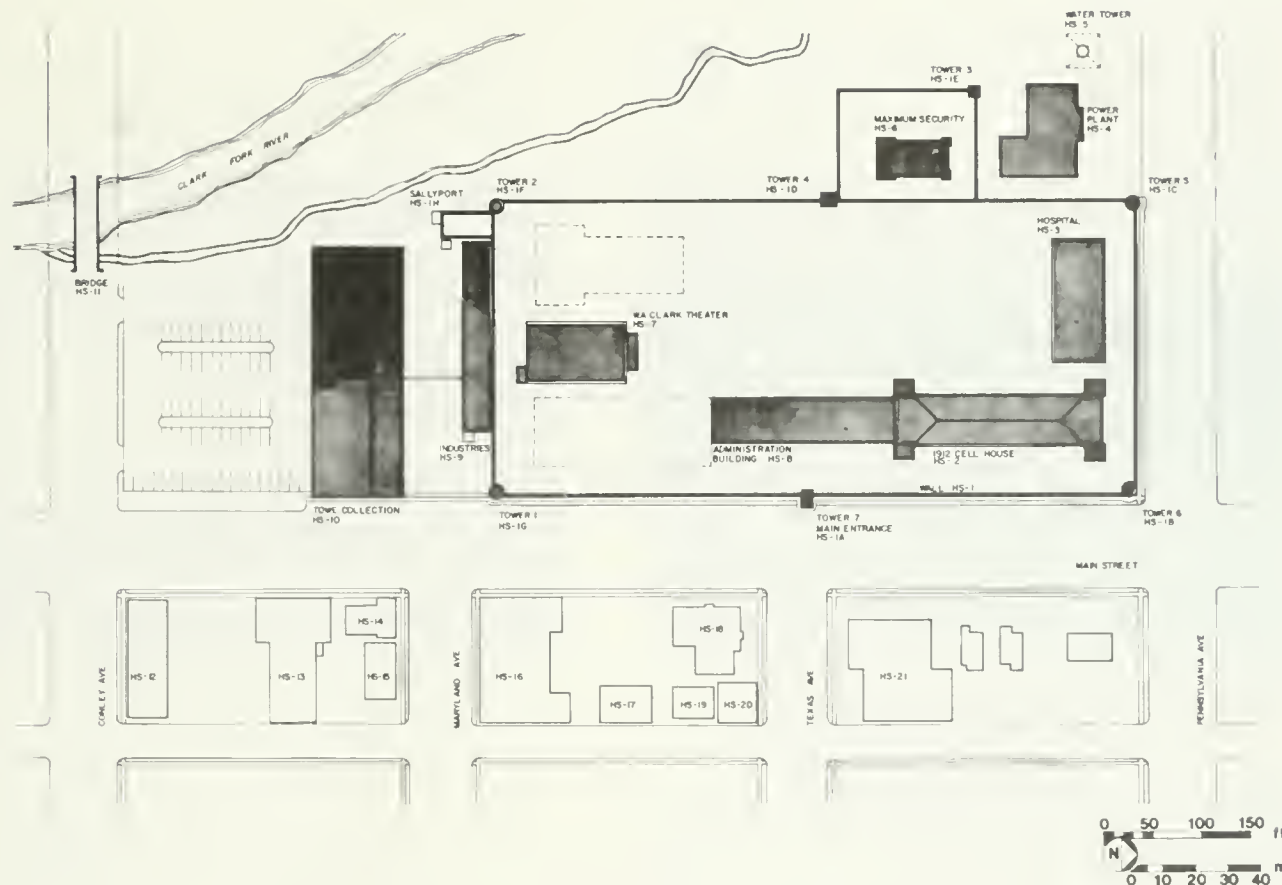 WATER TOWER
HS-5
TOWER 3
HS-1E
MAXIMUM SECURITY
HS-6
POWER
PLANT
HS-4
CLARK FORK RIVER
SALLYPORT
HS-1H
TOWER 2
HS-1F
TOWER 4
HS-1D
TOWER 5
HS-1C
HOSPITAL
HS-3
BRIDGE
HS-11
WA CLARK THEATER
HS-7
INDUSTRIES
HS-9
ADMINISTRATION
BUILDING HS-8
1912 CELL HOUSE
HS-2
WALL HS-1
TOWE COLLECTION
HS-10
TOWER 1
HS-1G
TOWER 7
MAIN ENTRANCE
HS-1A
TOWER 6
HS-1B
MAIN STREET
CONLEY AVE
HS-12
HS-13
HS-14
HS-15
MARYLAND AVE
HS-16
HS-17
HS-18
HS-19
HS-20
TEXAS AVE
HS-21
PENNSYLVANIA AVE
0 50 100 150 ft
N
0 10 20 30 40 m